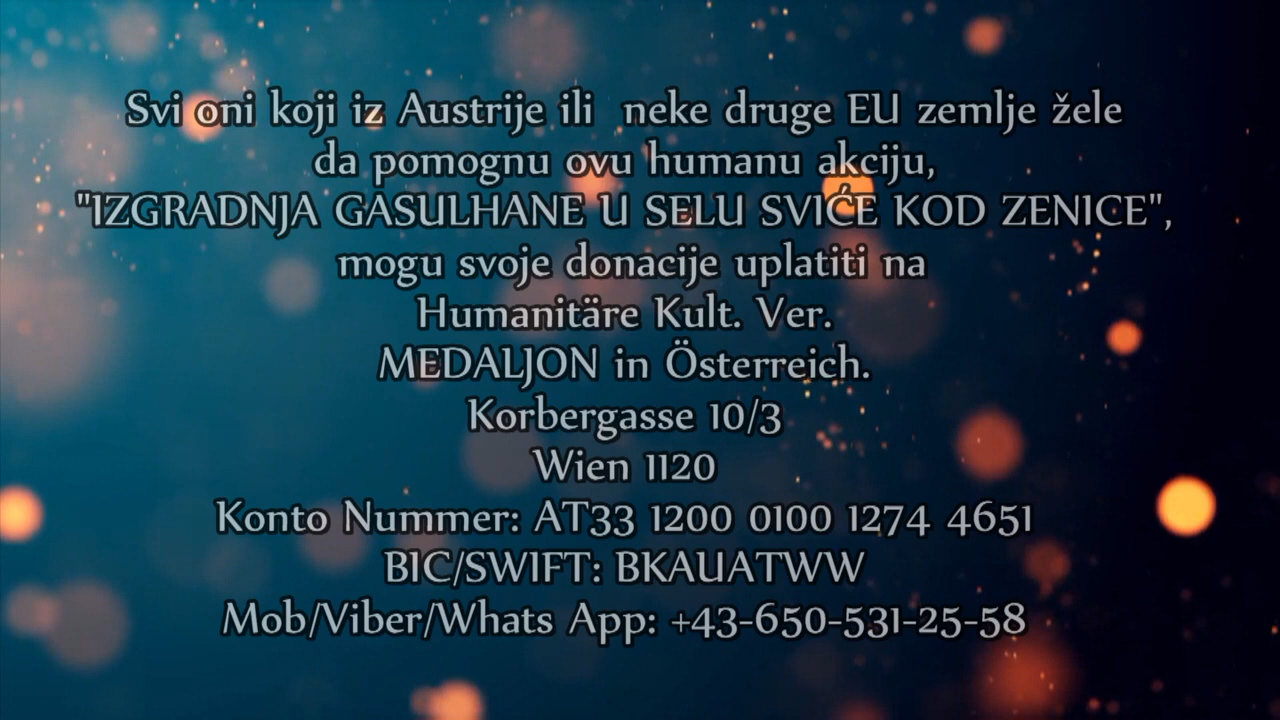 Svi oni koji iz Austrije ili  neke druge EU zemlje žele
da pomognu ovu humanu akciju,
"IZGRADNJA GASULHANE U SELU SVIĆE KOD ZENICE",
mogu svoje donacije uplatiti na
Humanitäre Kult. Ver.
MEDALJON in Österreich.
Korbergasse 10/3
Wien 1120
Konto Nummer: AT33 1200 0100 1274 4651
BIC/SWIFT: BKAUATWW
Mob/Viber/Whats App: +43-650-531-25-58